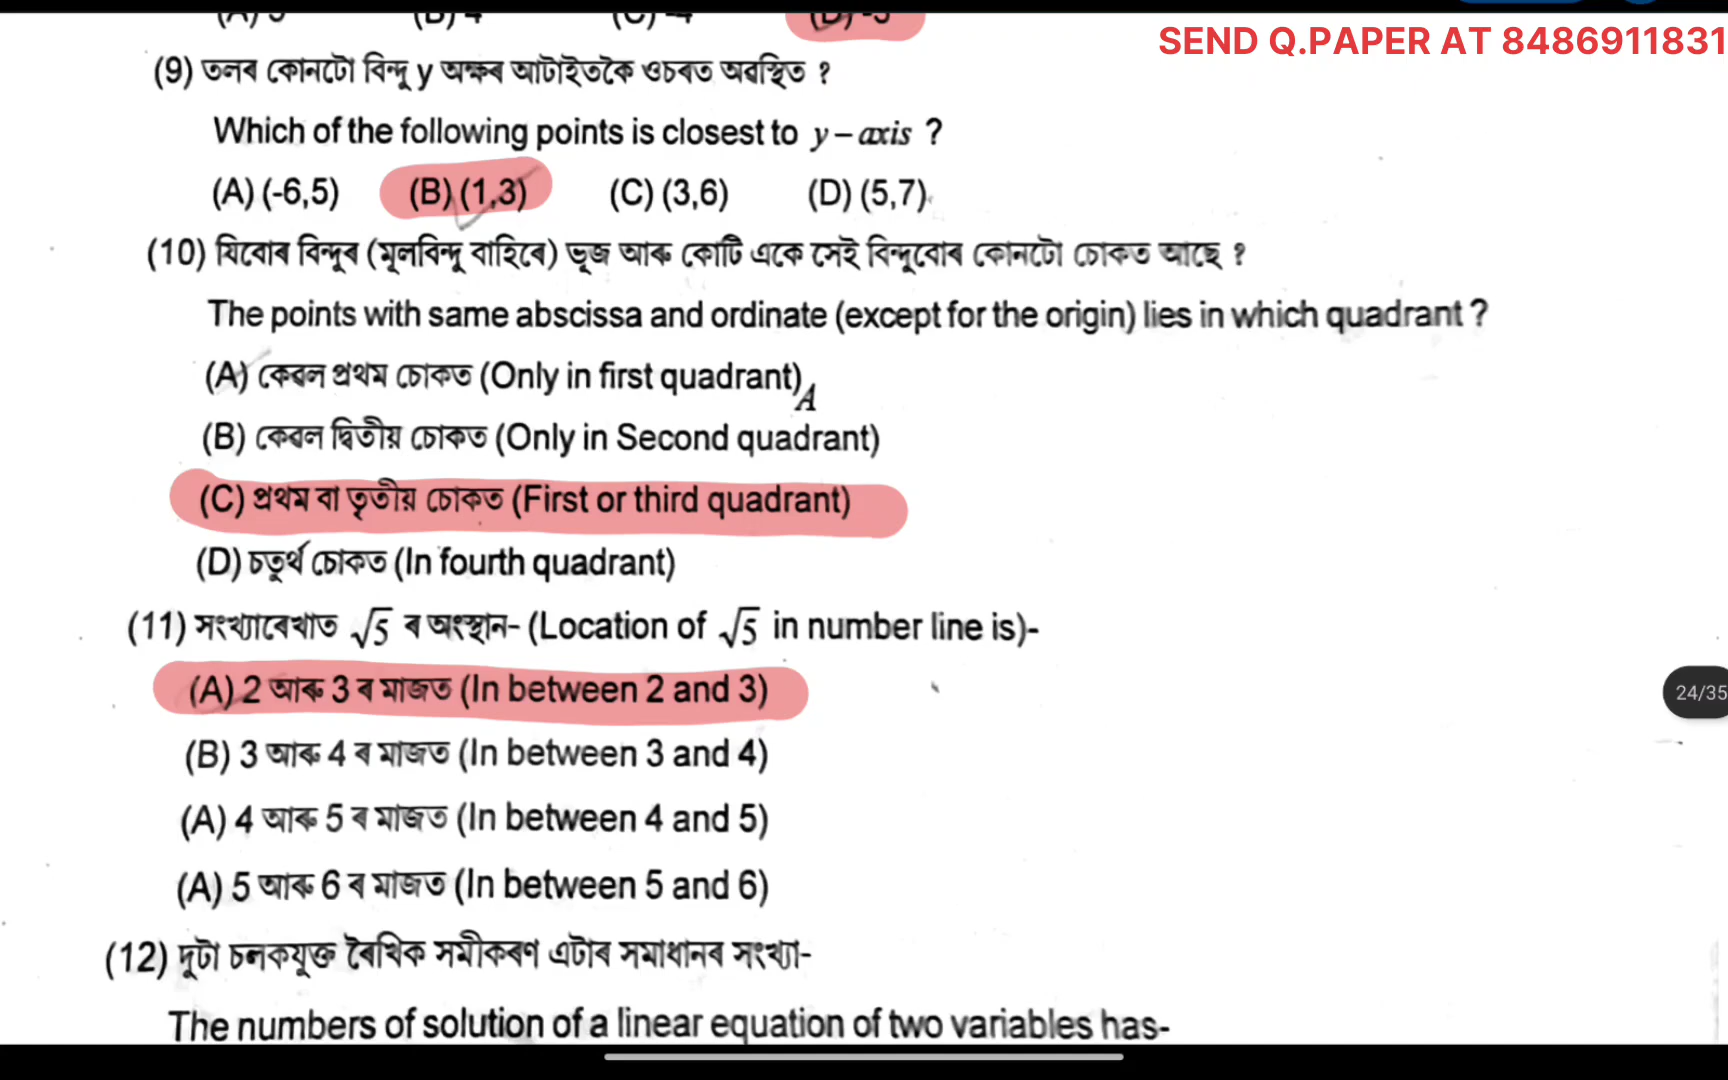 SEND Q.PAPER AT 8486911831
(9) তলৰ কোনটো বিন্দু y অক্ষৰ আটাইতকৈ ওচৰত অৱস্থিত ?
Which of the following points is closest to y – axis ?
(A) (-6,5) (B) (1,3) (C) (3,6) (D) (5,7)
(10) যিবোৰ বিন্দুৰ (মূলবিন্দু বাহিৰে) ভূজ আৰু কোটি একে সেই বিন্দুবোৰ কোনটো চোকত আছে ?
The points with same abscissa and ordinate (except for the origin) lies in which quadrant ?
(A) কেৱল প্ৰথম চোকত (Only in first quadrant) A
(B) কেৱল দ্বিতীয় চোকত (Only in Second quadrant)
(C) প্ৰথম বা তৃতীয় চোকত (First or third quadrant)
(D) চতুৰ্থ চোকত (In fourth quadrant)
(11) সংখ্যাৰেখাত √5 ৰ অৱস্থান- (Location of √5 in number line is)-
(A) 2 আৰু 3 ৰ মাজত (In between 2 and 3)
(B) 3 আৰু 4 ৰ মাজত (In between 3 and 4)
(A) 4 আৰু 5 ৰ মাজত (In between 4 and 5)
(A) 5 আৰু 6 ৰ মাজত (In between 5 and 6)
24/35
(12) দুটা চলকযুক্ত ৰৈখিক সমীকৰণ এটাৰ সমাধানৰ সংখ্যা-
The numbers of solution of a linear equation of two variables has-